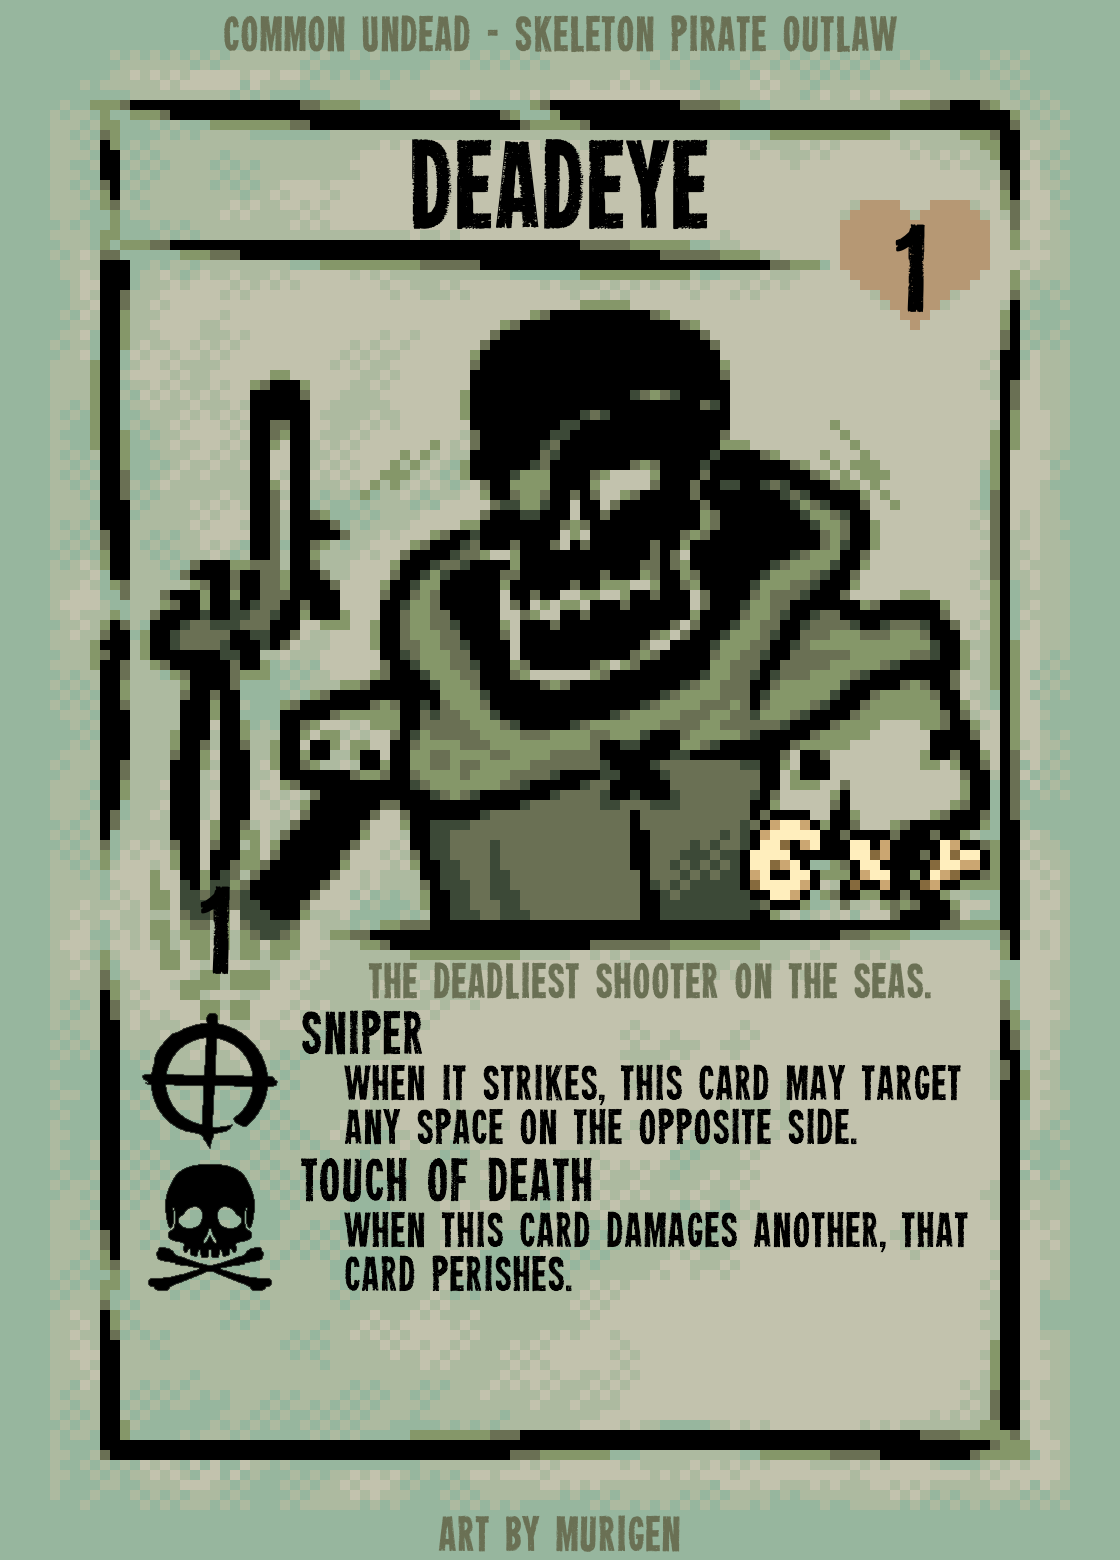 COMMON UNDEAD - SKELETON PIRATE OUTLAW
DEADEYE
1
6 x
1
THE DEADLIEST SHOOTER ON THE SEAS.
SNIPER
WHEN IT STRIKES, THIS CARD MAY TARGET
ANY SPACE ON THE OPPOSITE SIDE.
TOUCH OF DEATH
WHEN THIS CARD DAMAGES ANOTHER, THAT
CARD PERISHES.
ART BY MURIGEN